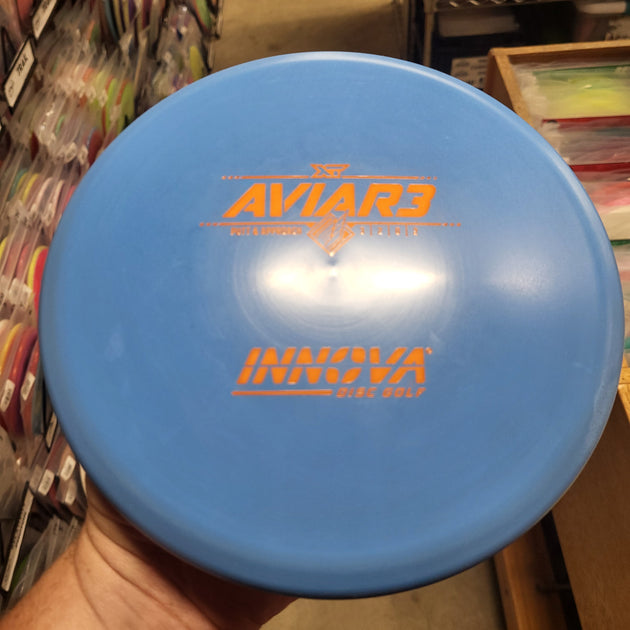 XT
AVIAR3
PUTT & APPROACH
INNOVA
DISC GOLF